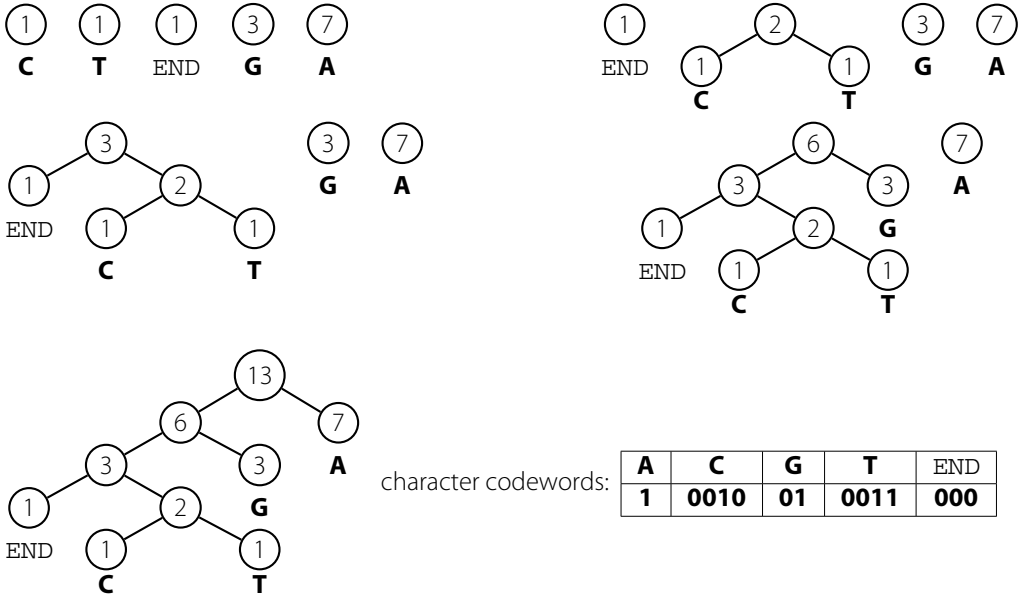 1 1 1 3 7
C T END G A
1 2 3 7
END 1 1 G A
C T
3 3 7
1 2 G A
END 1 1
C T
6 7
3 3 A
1 2 G
END 1 1
C T
13
6 7
3 3 A
1 2 G
END 1 1
C T
character codewords:
A C G T END
1 0010 01 0011 000